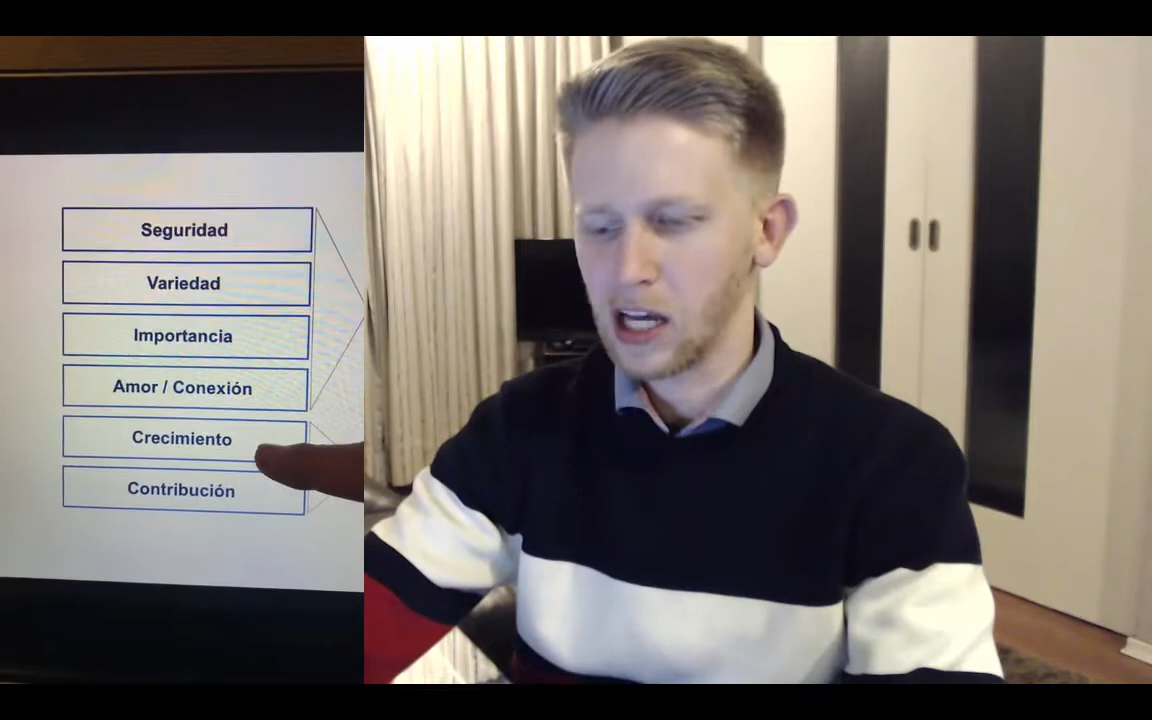 Seguridad
Variedad
Importancia
Amor / Conexión
Crecimiento
Contribución